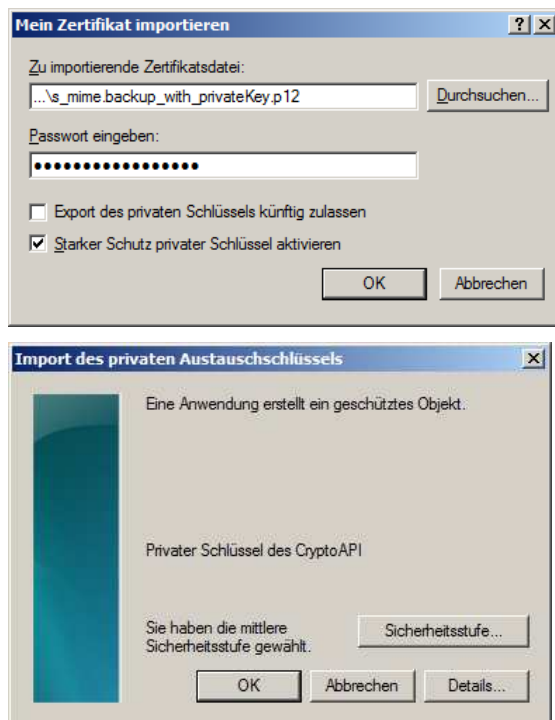 Mein Zertifikat importieren
Zu importierende Zertifikatsdatei:
...\s_mime.backup_with_privateKey.p12
Durchsuchen...
Passwort eingeben:
●●●●●●●●●●●●●●●●●
Export des privaten Schlüssels künftig zulassen
Starker Schutz privater Schlüssel aktivieren
OK
Abbrechen
Import des privaten Austauschschlüssels
Eine Anwendung erstellt ein geschütztes Objekt.
Privater Schlüssel des CryptoAPI
Sie haben die mittlere
Sicherheitsstufe gewählt.
Sicherheitsstufe...
OK
Abbrechen
Details...